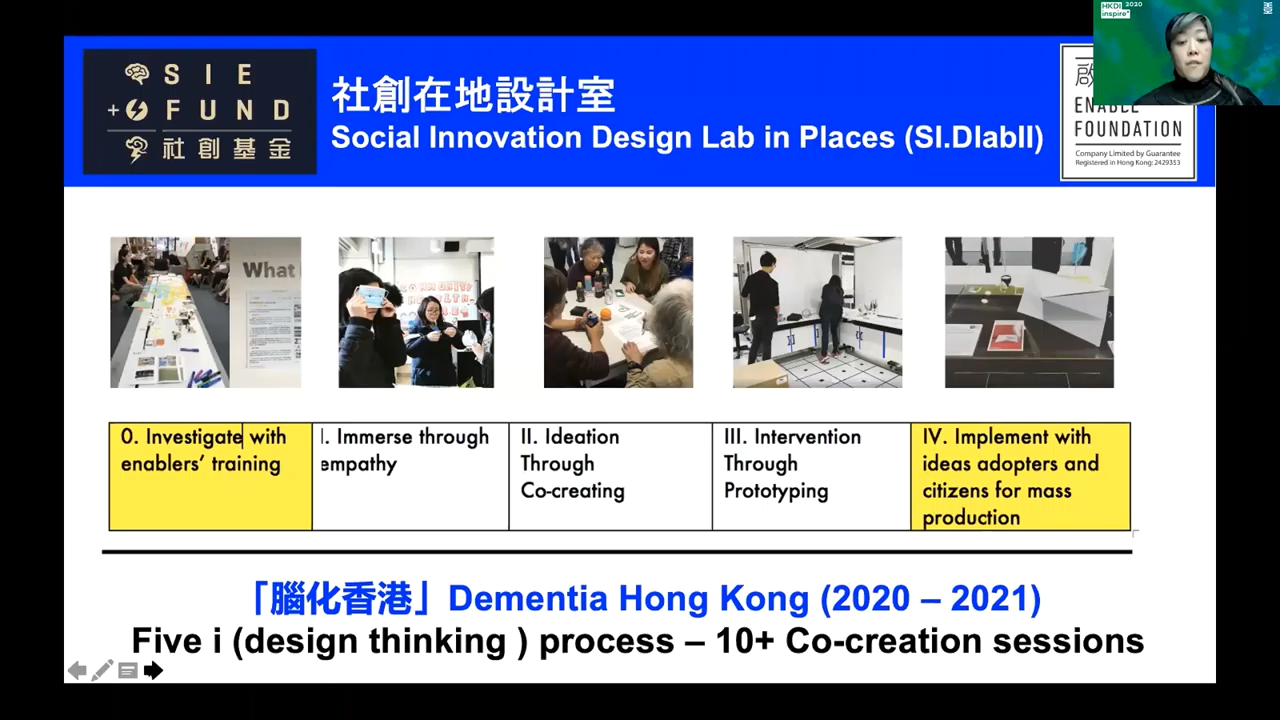 HKDI 2020
inspire*
SIE
+ FUND
社創基金
社創在地設計室
Social Innovation Design Lab in Places (SI.DlabII)
ENABLE
FOUNDATION
Company Limited by Guarantee
Registered in Hong Kong: 2429353
What
0. Investigate with
enablers’ training
I. Immerse through
empathy
II. Ideation
Through
Co-creating
III. Intervention
Through
Prototyping
IV. Implement with
ideas adopters and
citizens for mass
production
「腦化香港」Dementia Hong Kong (2020 – 2021)
Five i (design thinking ) process – 10+ Co-creation sessions